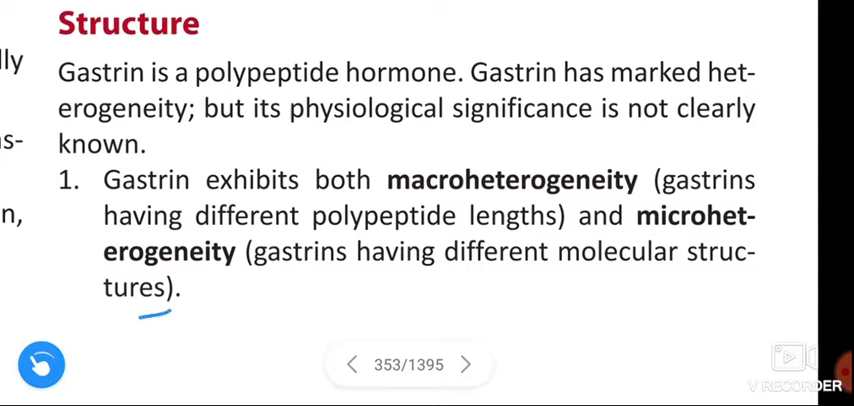 Structure
lly
Gastrin is a polypeptide hormone. Gastrin has marked het-
erogeneity; but its physiological significance is not clearly
s-
known.
1. Gastrin exhibits both macroheterogeneity (gastrins
n,
having different polypeptide lengths) and microhet-
erogeneity (gastrins having different molecular struc-
tures).
353/1395
V RECORDER